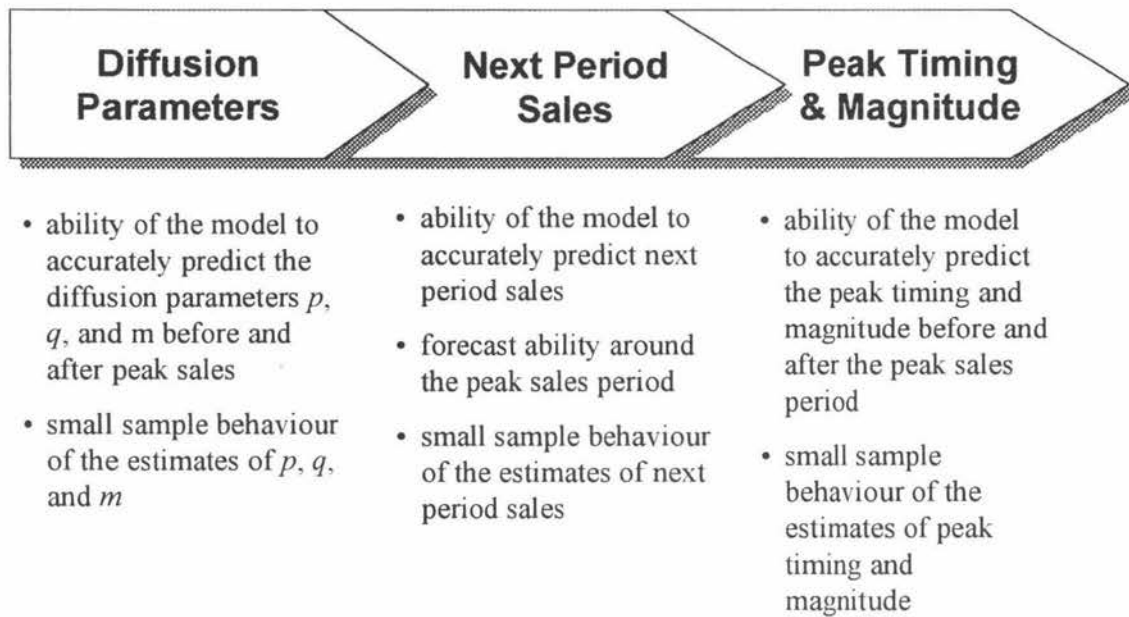 Diffusion
Parameters
Next Period
Sales
Peak Timing
& Magnitude
• ability of the model to
accurately predict the
diffusion parameters p,
q, and m before and
after peak sales
• small sample behaviour
of the estimates of p, q,
and m
• ability of the model to
accurately predict next
period sales
• forecast ability around
the peak sales period
• small sample behaviour
of the estimates of next
period sales
• ability of the model
to accurately predict
the peak timing and
magnitude before and
after the peak sales
period
• small sample
behaviour of the
estimates of peak
timing and
magnitude